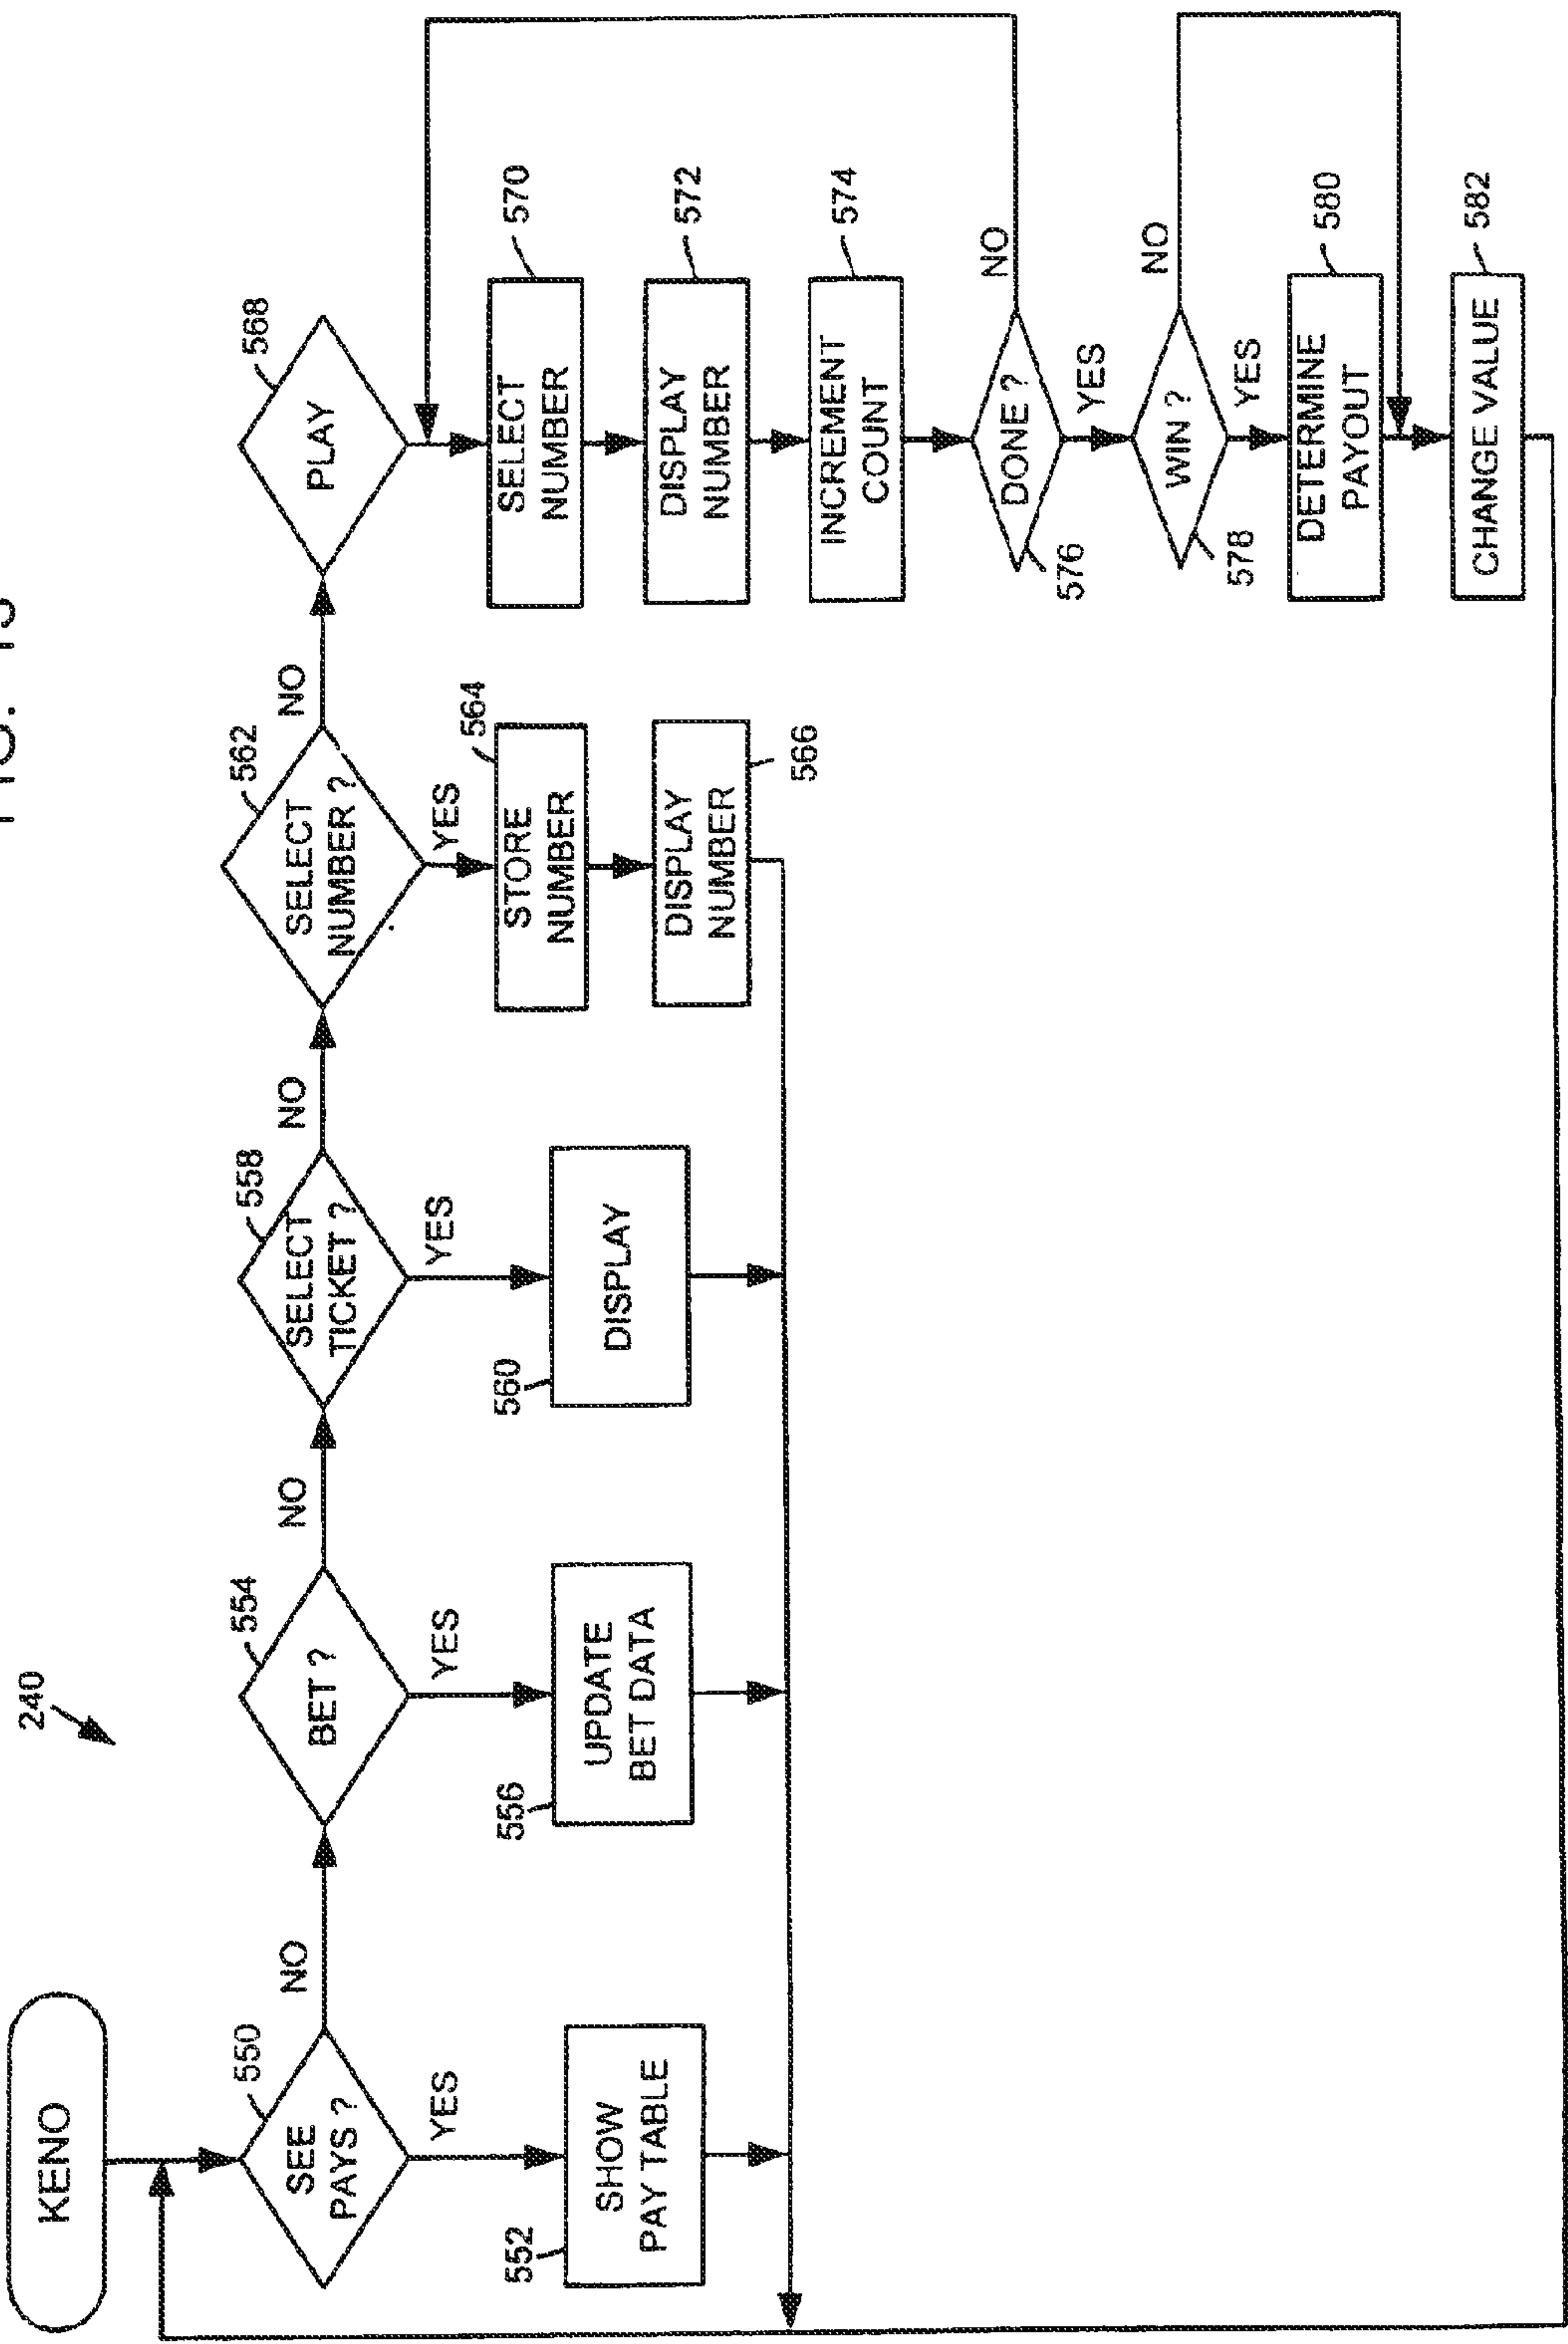 240
KENO
550
SEE
PAYS ?
NO
YES
552
SHOW
PAY TABLE
554
BET ?
NO
YES
556
UPDATE
BET DATA
558
SELECT
TICKET ?
NO
YES
560
DISPLAY
562
SELECT
NUMBER ?
NO
YES
564
STORE
NUMBER
566
DISPLAY
NUMBER
568
PLAY
570
SELECT
NUMBER
572
DISPLAY
NUMBER
574
INCREMENT
COUNT
576
DONE ?
NO
YES
578
WIN ?
NO
YES
580
DETERMINE
PAYOUT
582
CHANGE VALUE